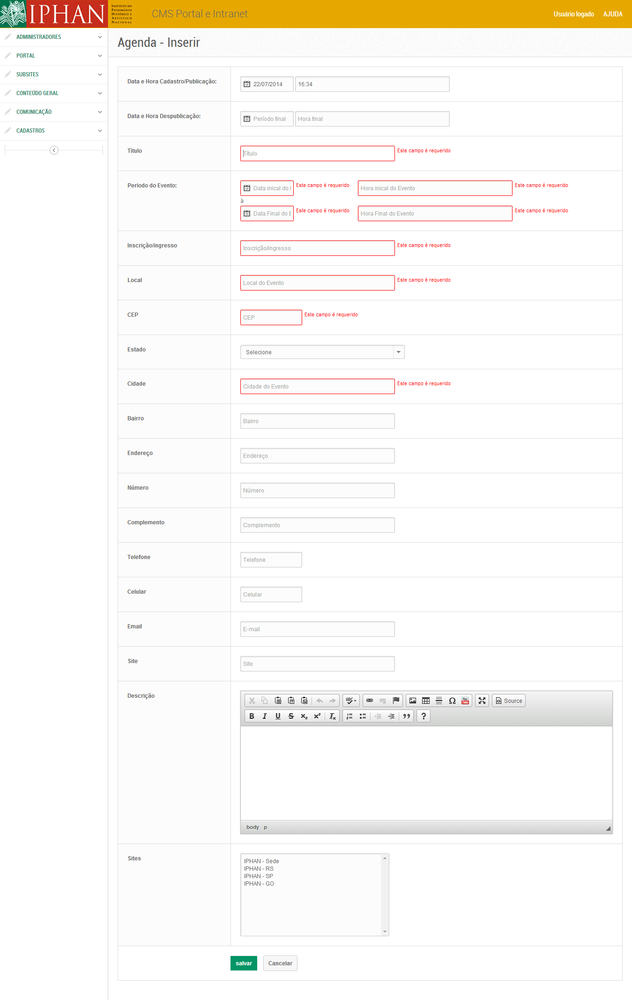 IPHAN
INSTITUTO DO
PATRIMÔNIO
HISTÓRICO E
ARTÍSTICO
NACIONAL
CMS Portal e Intranet
Usuário logado AJUDA
ADMINISTRADORES
PORTAL
SUBSITES
CONTEÚDO GERAL
COMUNICAÇÃO
CADASTROS
Agenda - Inserir
Data e Hora Cadastro/Publicação: 22/07/2014 16:34
Data e Hora Despublicação: Período final Hora final
Título Título Este campo é requerido
Periodo do Evento: Data inical do Este campo é requerido Hora inical do Evento Este campo é requerido
à
Data Final do E Este campo é requerido Hora Final do Evento Este campo é requerido
Inscrição/ingresso Inscrição/ingresso Este campo é requerido
Local Local do Evento Este campo é requerido
CEP CEP Este campo é requerido
Estado Selecione
Cidade Cidade do Evento Este campo é requerido
Bairro Bairro
Endereço Endereço
Número Número
Complemento Complemento
Telefone Telefone
Celular Celular
Email E-mail
Site Site
Descrição
ABC You Tube Source
B I U S x₂ x² Tx ?
body p
Sites
IPHAN - Sede
IPHAN - RS
IPHAN - SP
IPHAN - GO
salvar Cancelar